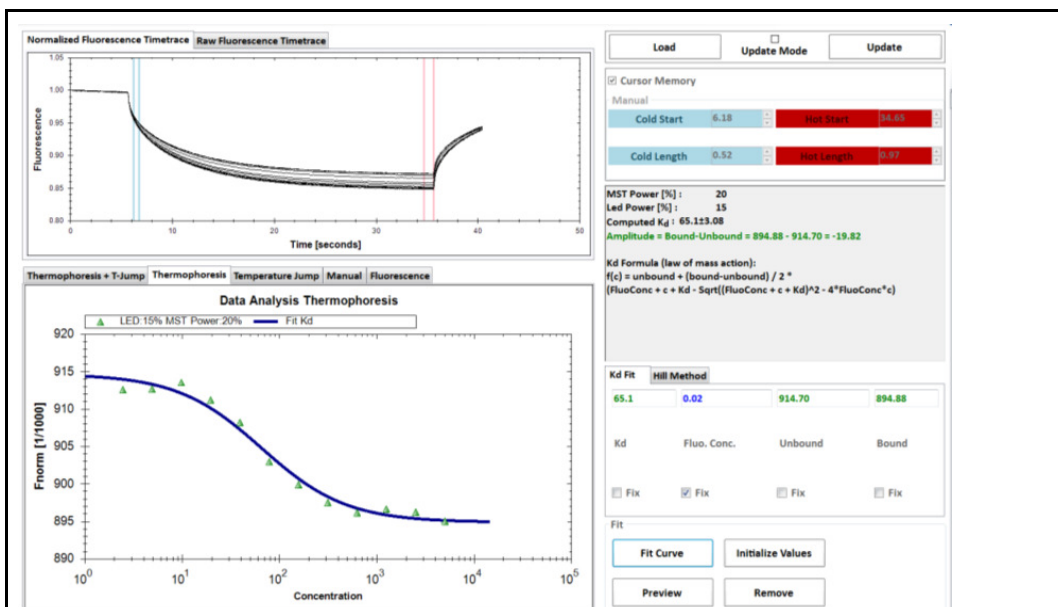 Normalized Fluorescence Timetrace Raw Fluorescence Timetrace
1.05
1.00
0.95
0.90
0.85
0.80
Fluorescence
0 10 20 30 40 50
Time [seconds]
Thermophoresis + T-Jump Thermophoresis Temperature Jump Manual Fluorescence
Data Analysis Thermophoresis
LED:15% MST Power:20% Fit Kd
920
915
910
905
900
895
890
Fnorm [1/1000]
10^0 10^1 10^2 10^3 10^4 10^5
Concentration
Load Update Mode Update
Cursor Memory
Manual
Cold Start 6.18 Hot Start 34.65
Cold Length 0.52 Hot Length 0.97
MST Power [%] : 20
Led Power [%] : 15
Computed Kd : 65.1±3.08
Amplitude = Bound-Unbound = 894.88 - 914.70 = -19.82
Kd Formula (law of mass action):
f(c) = unbound + (bound-unbound) / 2 *
(FluoConc + c + Kd - Sqrt((FluoConc + c + Kd)^2 - 4*FluoConc*c)
Kd Fit Hill Method
65.1 0.02 914.70 894.88
Kd Fluo. Conc. Unbound Bound
Fix Fix Fix Fix
Fit
Fit Curve Initialize Values
Preview Remove